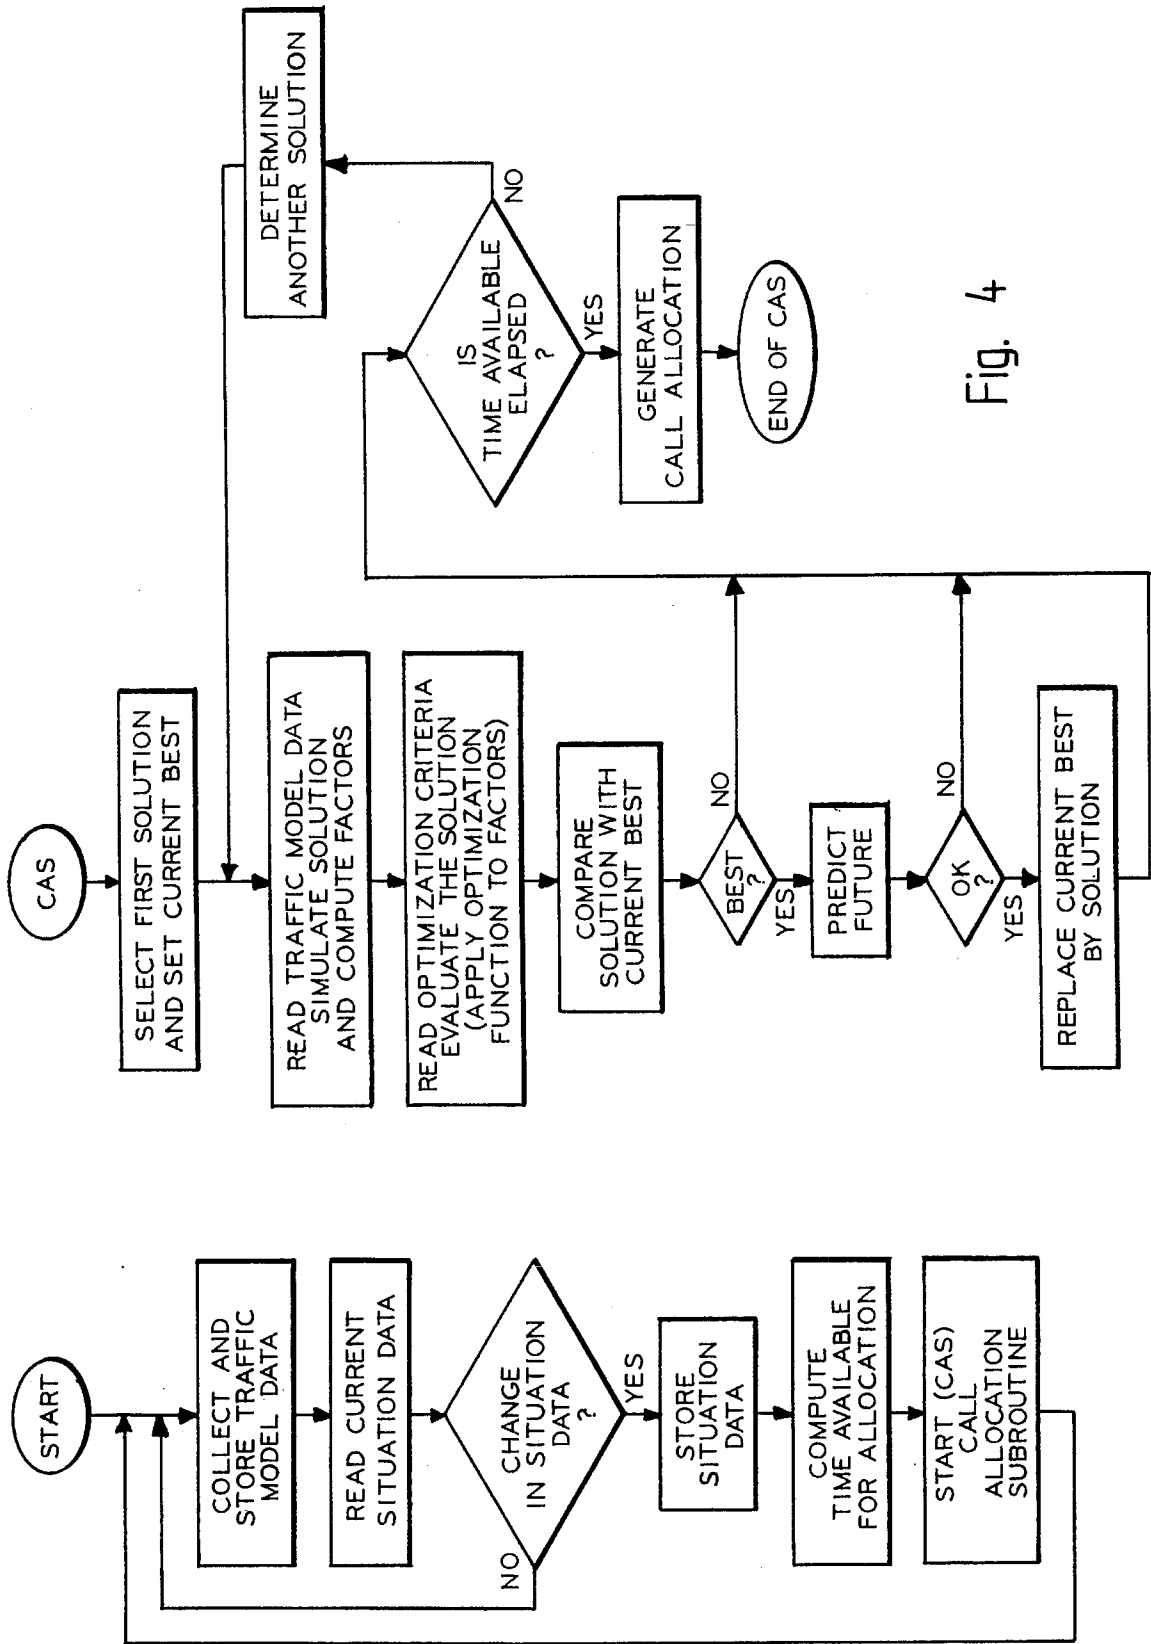 START
COLLECT AND
STORE TRAFFIC
MODEL DATA
READ CURRENT
SITUATION DATA
CHANGE
IN SITUATION
DATA
?
NO
YES
STORE
SITUATION
DATA
COMPUTE
TIME AVAILABLE
FOR ALLOCATION
START (CAS)
CALL
ALLOCATION
SUBROUTINE
CAS
SELECT FIRST SOLUTION
AND SET CURRENT BEST
READ TRAFFIC MODEL DATA
SIMULATE SOLUTION
AND COMPUTE FACTORS
READ OPTIMIZATION CRITERIA
EVALUATE THE SOLUTION
(APPLY OPTIMIZATION
FUNCTION TO FACTORS)
COMPARE
SOLUTION WITH
CURRENT BEST
BEST
?
NO
YES
PREDICT
FUTURE
OK
?
NO
YES
REPLACE CURRENT BEST
BY SOLUTION
DETERMINE
ANOTHER SOLUTION
IS
TIME AVAILABLE
ELAPSED
?
NO
YES
GENERATE
CALL ALLOCATION
END OF CAS
Fig. 4